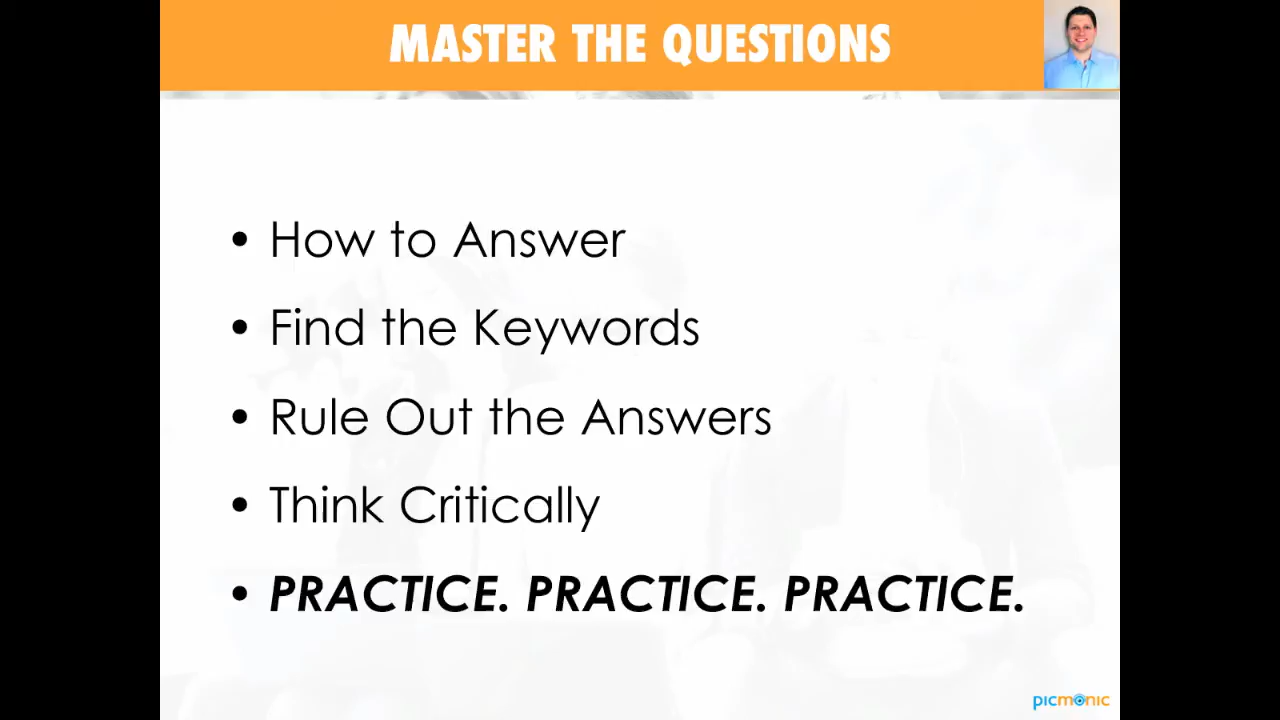 MASTER THE QUESTIONS
• How to Answer
• Find the Keywords
• Rule Out the Answers
• Think Critically
• PRACTICE. PRACTICE. PRACTICE.
picmonic